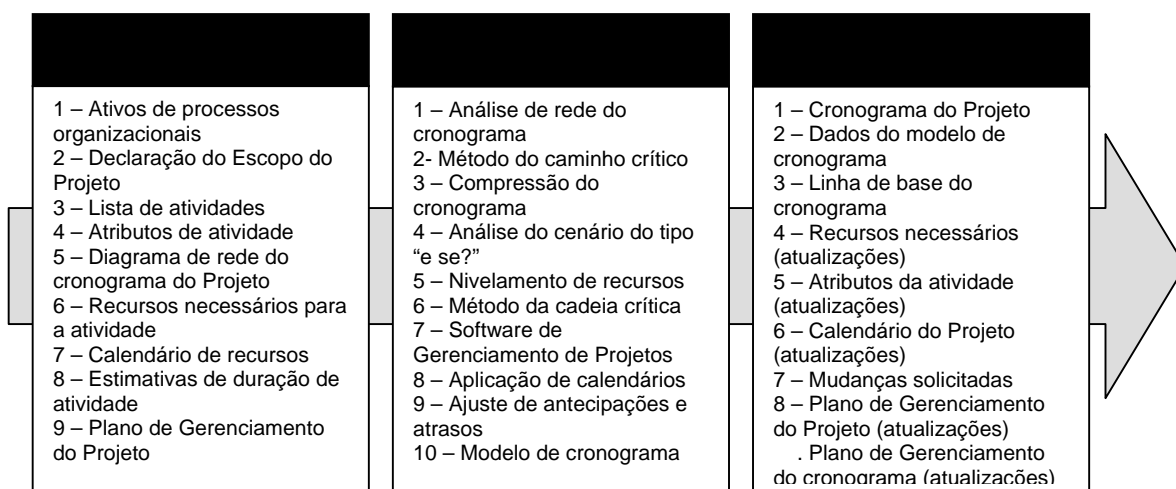 1 – Ativos de processos
organizacionais
2 – Declaração do Escopo do
Projeto
3 – Lista de atividades
4 – Atributos de atividade
5 – Diagrama de rede do
cronograma do Projeto
6 – Recursos necessários para
a atividade
7 – Calendário de recursos
8 – Estimativas de duração de
atividade
9 – Plano de Gerenciamento
do Projeto
1 – Análise de rede do
cronograma
2- Método do caminho crítico
3 – Compressão do
cronograma
4 – Análise do cenário do tipo
“e se?”
5 – Nivelamento de recursos
6 – Método da cadeia crítica
7 – Software de
Gerenciamento de Projetos
8 – Aplicação de calendários
9 – Ajuste de antecipações e
atrasos
10 – Modelo de cronograma
1 – Cronograma do Projeto
2 – Dados do modelo de
cronograma
3 – Linha de base do
cronograma
4 – Recursos necessários
(atualizações)
5 – Atributos da atividade
(atualizações)
6 – Calendário do Projeto
(atualizações)
7 – Mudanças solicitadas
8 – Plano de Gerenciamento
do Projeto (atualizações)
. Plano de Gerenciamento
do cronograma (atualizações)